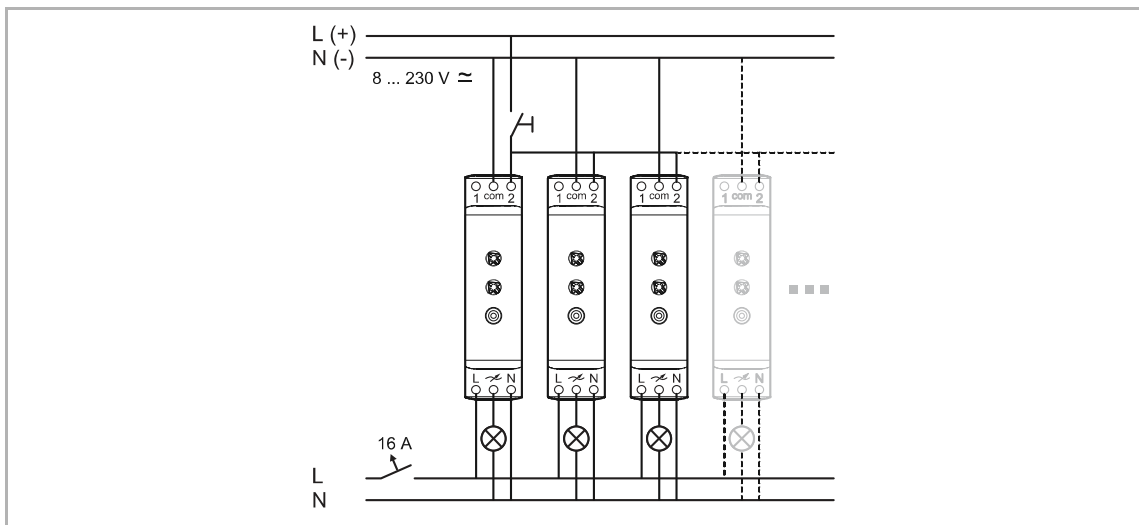 L (+)
N (-)
8 ... 230 V ≂
1 com 2
1 com 2
1 com 2
1 com 2
L N
L N
L N
L N
16 A
L
N